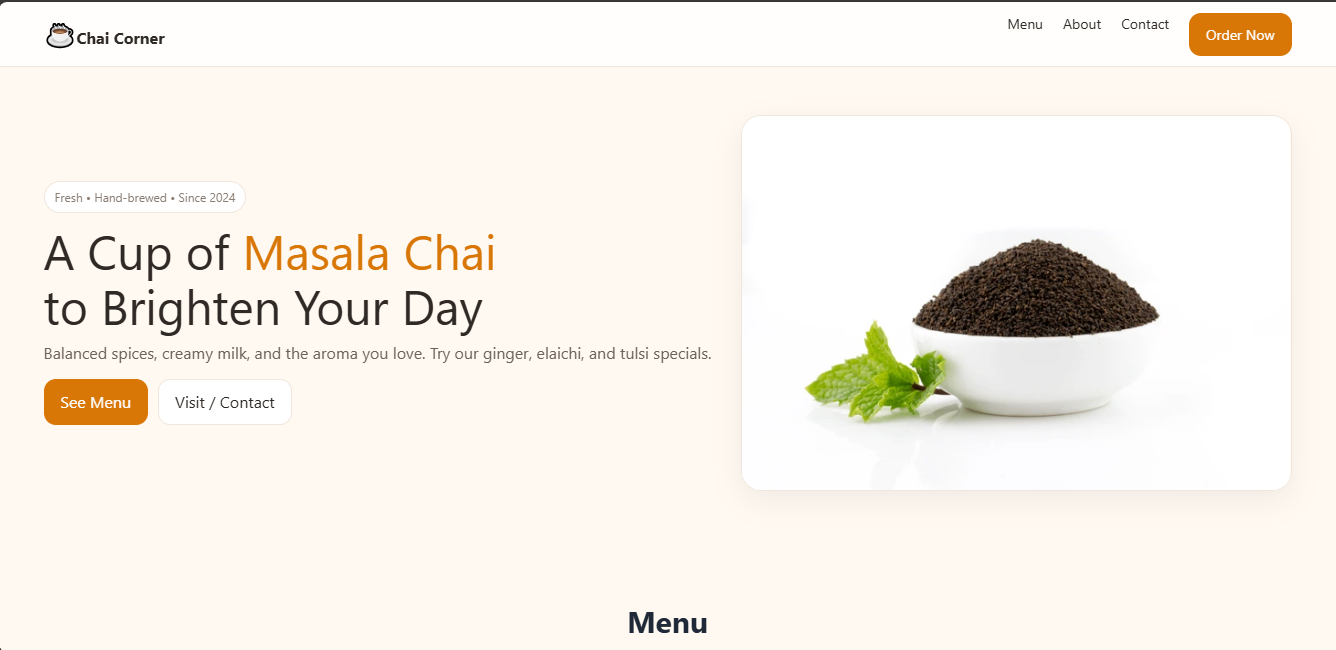 Chai Corner
Menu
About
Contact
Order Now
Fresh • Hand-brewed • Since 2024
A Cup of Masala Chai
to Brighten Your Day
Balanced spices, creamy milk, and the aroma you love. Try our ginger, elaichi, and tulsi specials.
See Menu
Visit / Contact
Menu